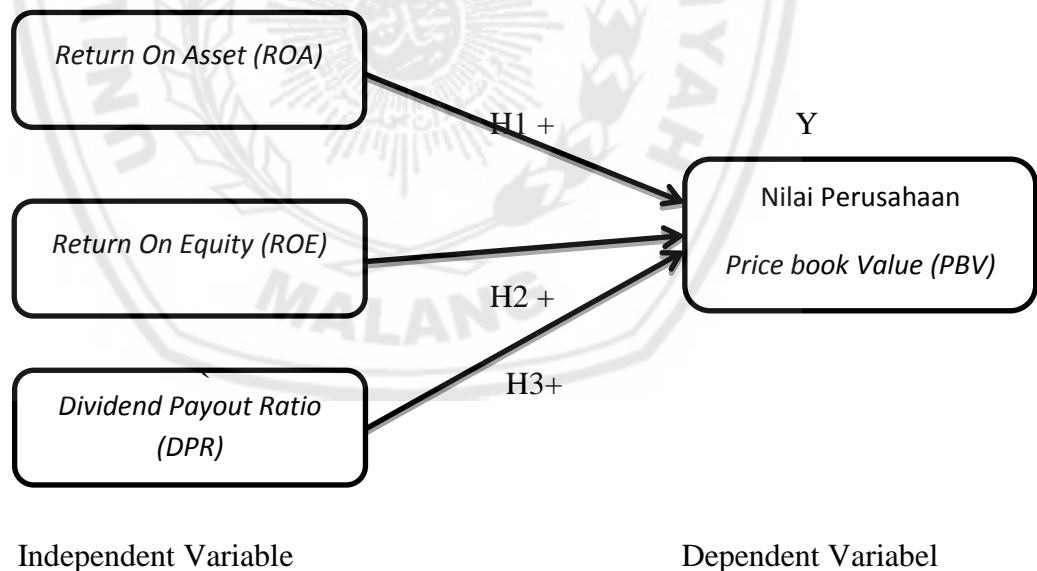 Return On Asset (ROA)
H1 +
Y
Nilai Perusahaan
Price book Value (PBV)
Return On Equity (ROE)
H2 +
MALANG
H3+
`
Dividend Payout Ratio
(DPR)
Independent Variable
Dependent Variabel